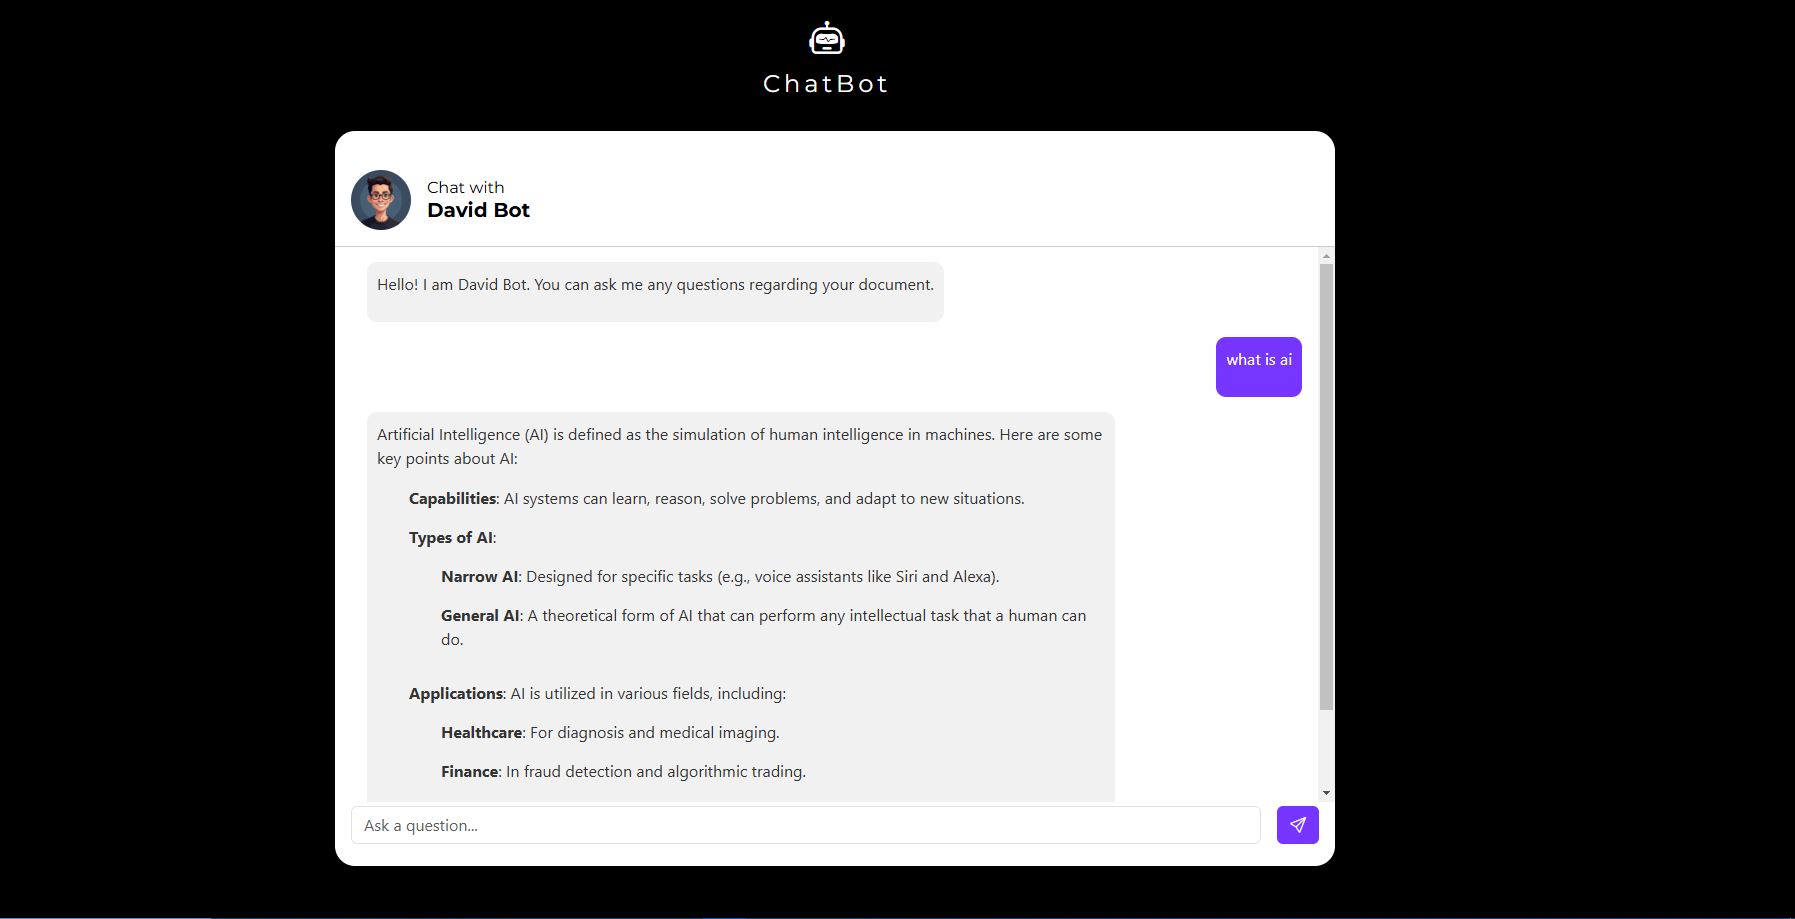 ChatBot
Chat with
David Bot
Hello! I am David Bot. You can ask me any questions regarding your document.
what is ai
Artificial Intelligence (AI) is defined as the simulation of human intelligence in machines. Here are some
key points about AI:
Capabilities: AI systems can learn, reason, solve problems, and adapt to new situations.
Types of AI:
Narrow AI: Designed for specific tasks (e.g., voice assistants like Siri and Alexa).
General AI: A theoretical form of AI that can perform any intellectual task that a human can
do.
Applications: AI is utilized in various fields, including:
Healthcare: For diagnosis and medical imaging.
Finance: In fraud detection and algorithmic trading.
Ask a question...